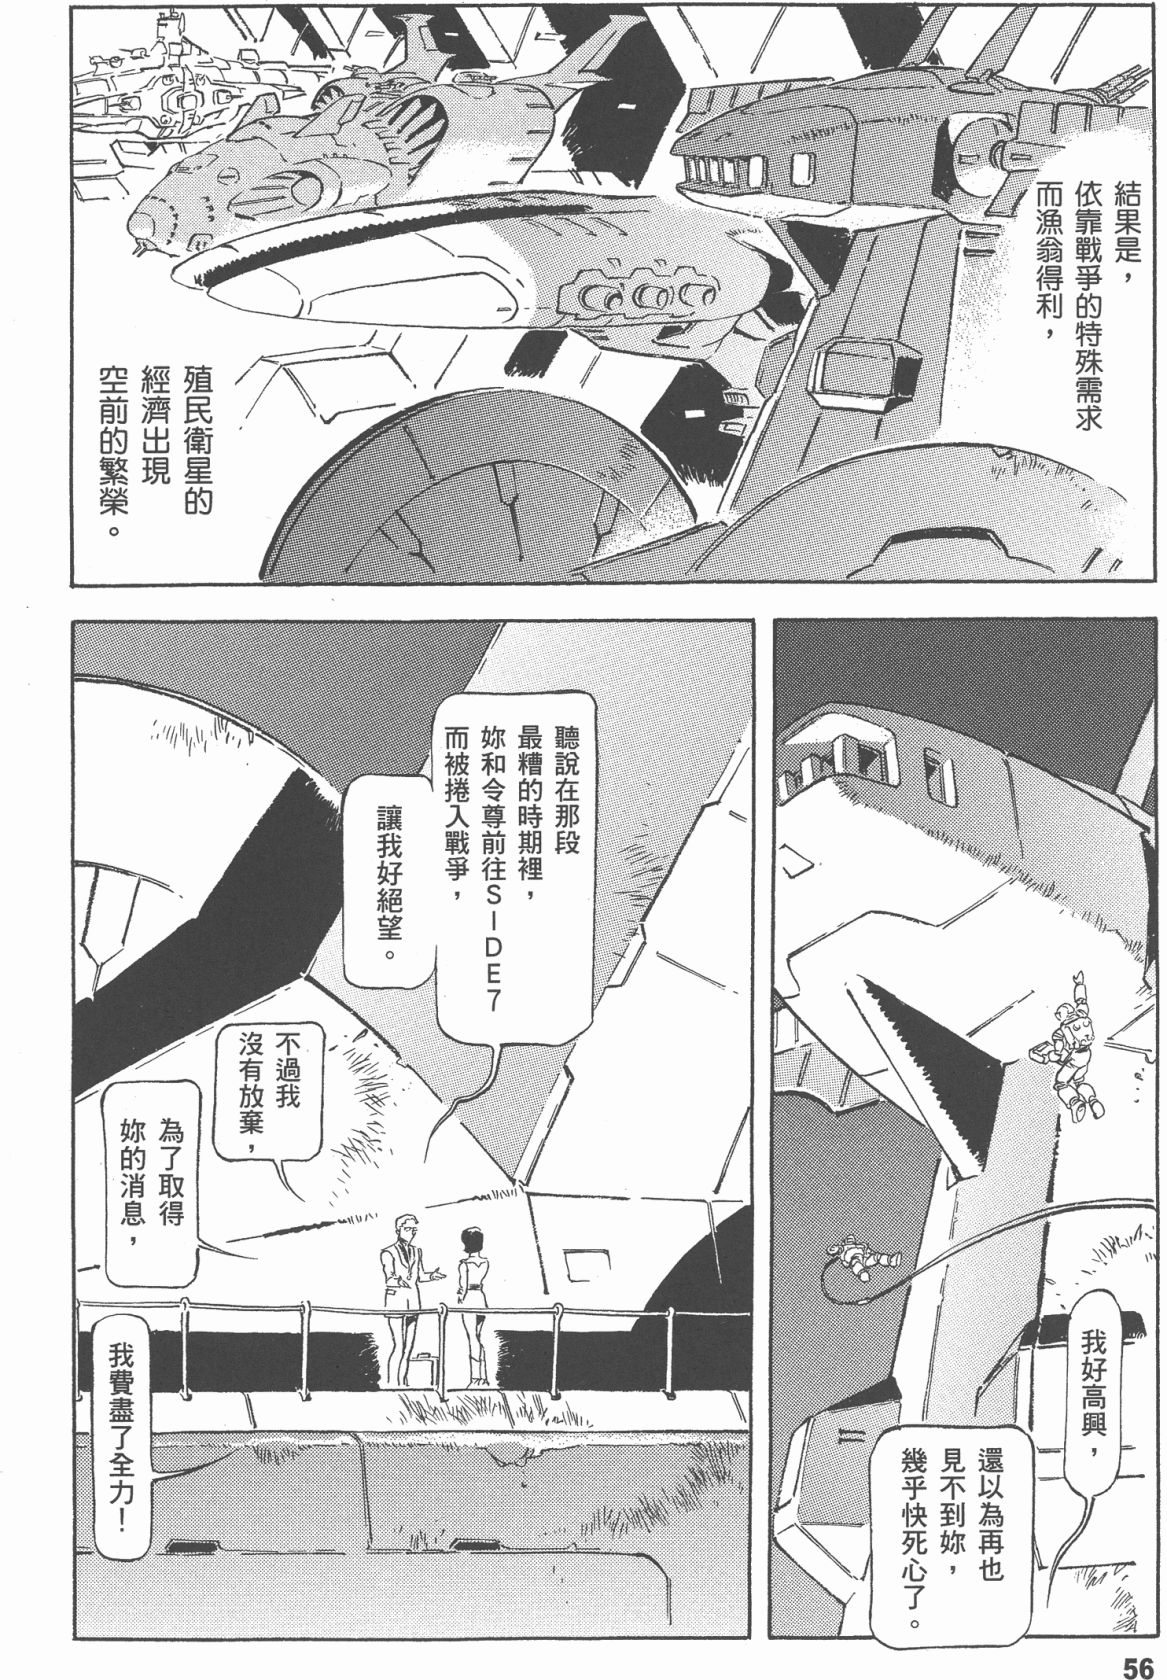 結果是，
依靠戰爭的特殊需求
而漁翁得利，
殖民衛星的
經濟出現
空前的繁榮。
我好高興，
還以為再也
見不到妳，
幾乎快死心了。
聽說在那段
最糟的時期裡，
妳和令尊前往SIDE7
而被捲入戰爭，
讓我好絕望。
不過我
沒有放棄，
為了取得
妳的消息，
我費盡了全力！
56